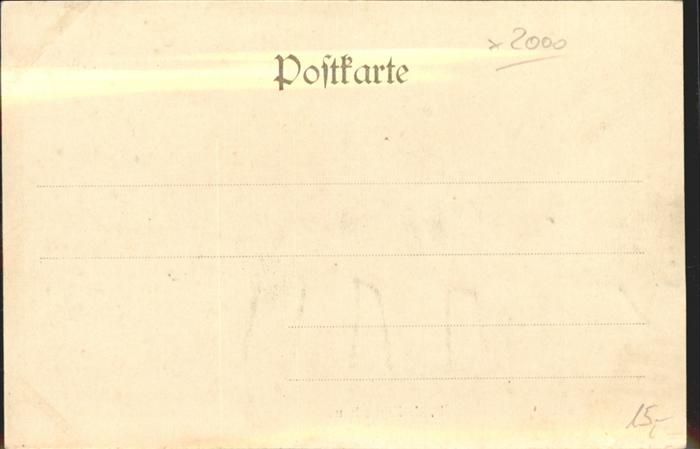 x 2000
Poſtkarte
15,-